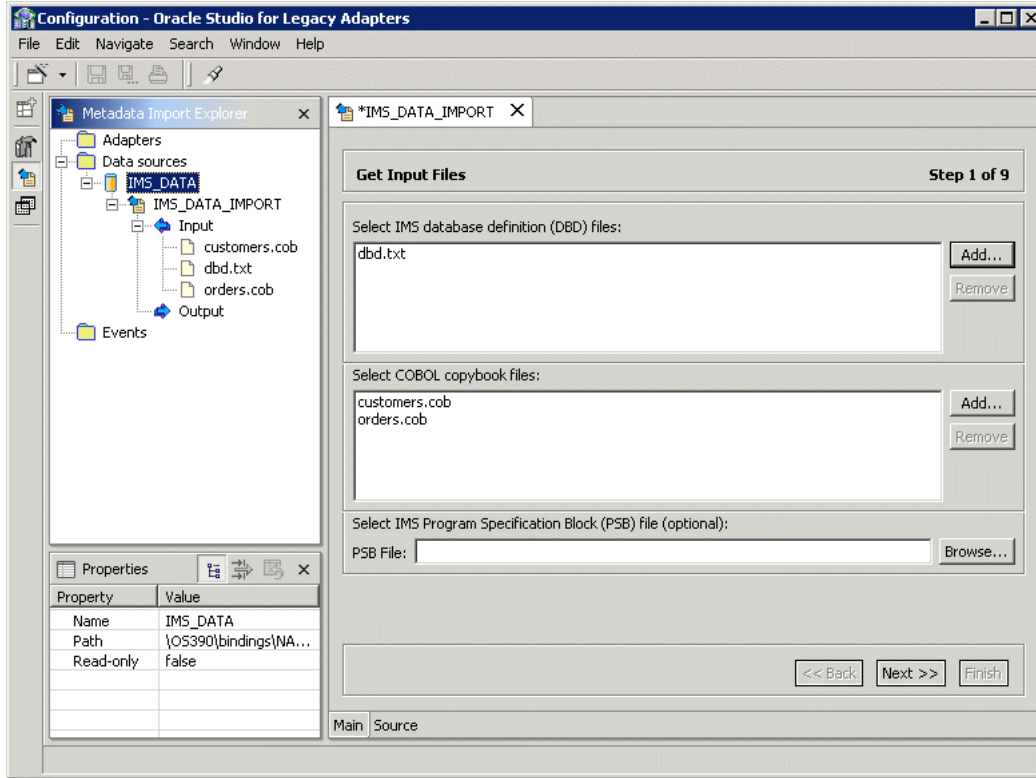 Configuration - Oracle Studio for Legacy Adapters
File Edit Navigate Search Window Help
Metadata Import Explorer
Adapters
Data sources
IMS_DATA
IMS_DATA_IMPORT
Input
customers.cob
dbd.txt
orders.cob
Output
Events
Properties
Property Value
Name IMS_DATA
Path \OS390\bindings\NA...
Read-only false
*IMS_DATA_IMPORT
Get Input Files Step 1 of 9
Select IMS database definition (DBD) files:
dbd.txt
Add...
Remove
Select COBOL copybook files:
customers.cob
orders.cob
Add...
Remove
Select IMS Program Specification Block (PSB) file (optional):
PSB File: Browse...
<< Back Next >> Finish
Main Source